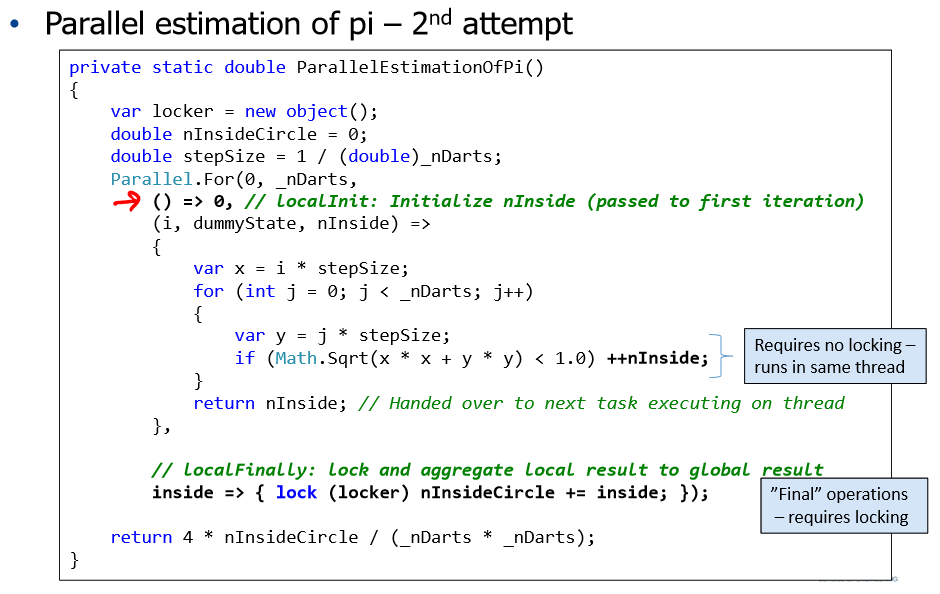 • Parallel estimation of pi – 2nd attempt
private static double ParallelEstimationOfPi()
{
var locker = new object();
double nInsideCircle = 0;
double stepSize = 1 / (double)_nDarts;
Parallel.For(0, _nDarts,
() => 0, // localInit: Initialize nInside (passed to first iteration)
(i, dummyState, nInside) =>
{
var x = i * stepSize;
for (int j = 0; j < _nDarts; j++)
{
var y = j * stepSize;
if (Math.Sqrt(x * x + y * y) < 1.0) ++nInside;
}
return nInside; // Handed over to next task executing on thread
},
// localFinally: lock and aggregate local result to global result
inside => { lock (locker) nInsideCircle += inside; });
return 4 * nInsideCircle / (_nDarts * _nDarts);
}
Requires no locking –
runs in same thread
”Final” operations
– requires locking